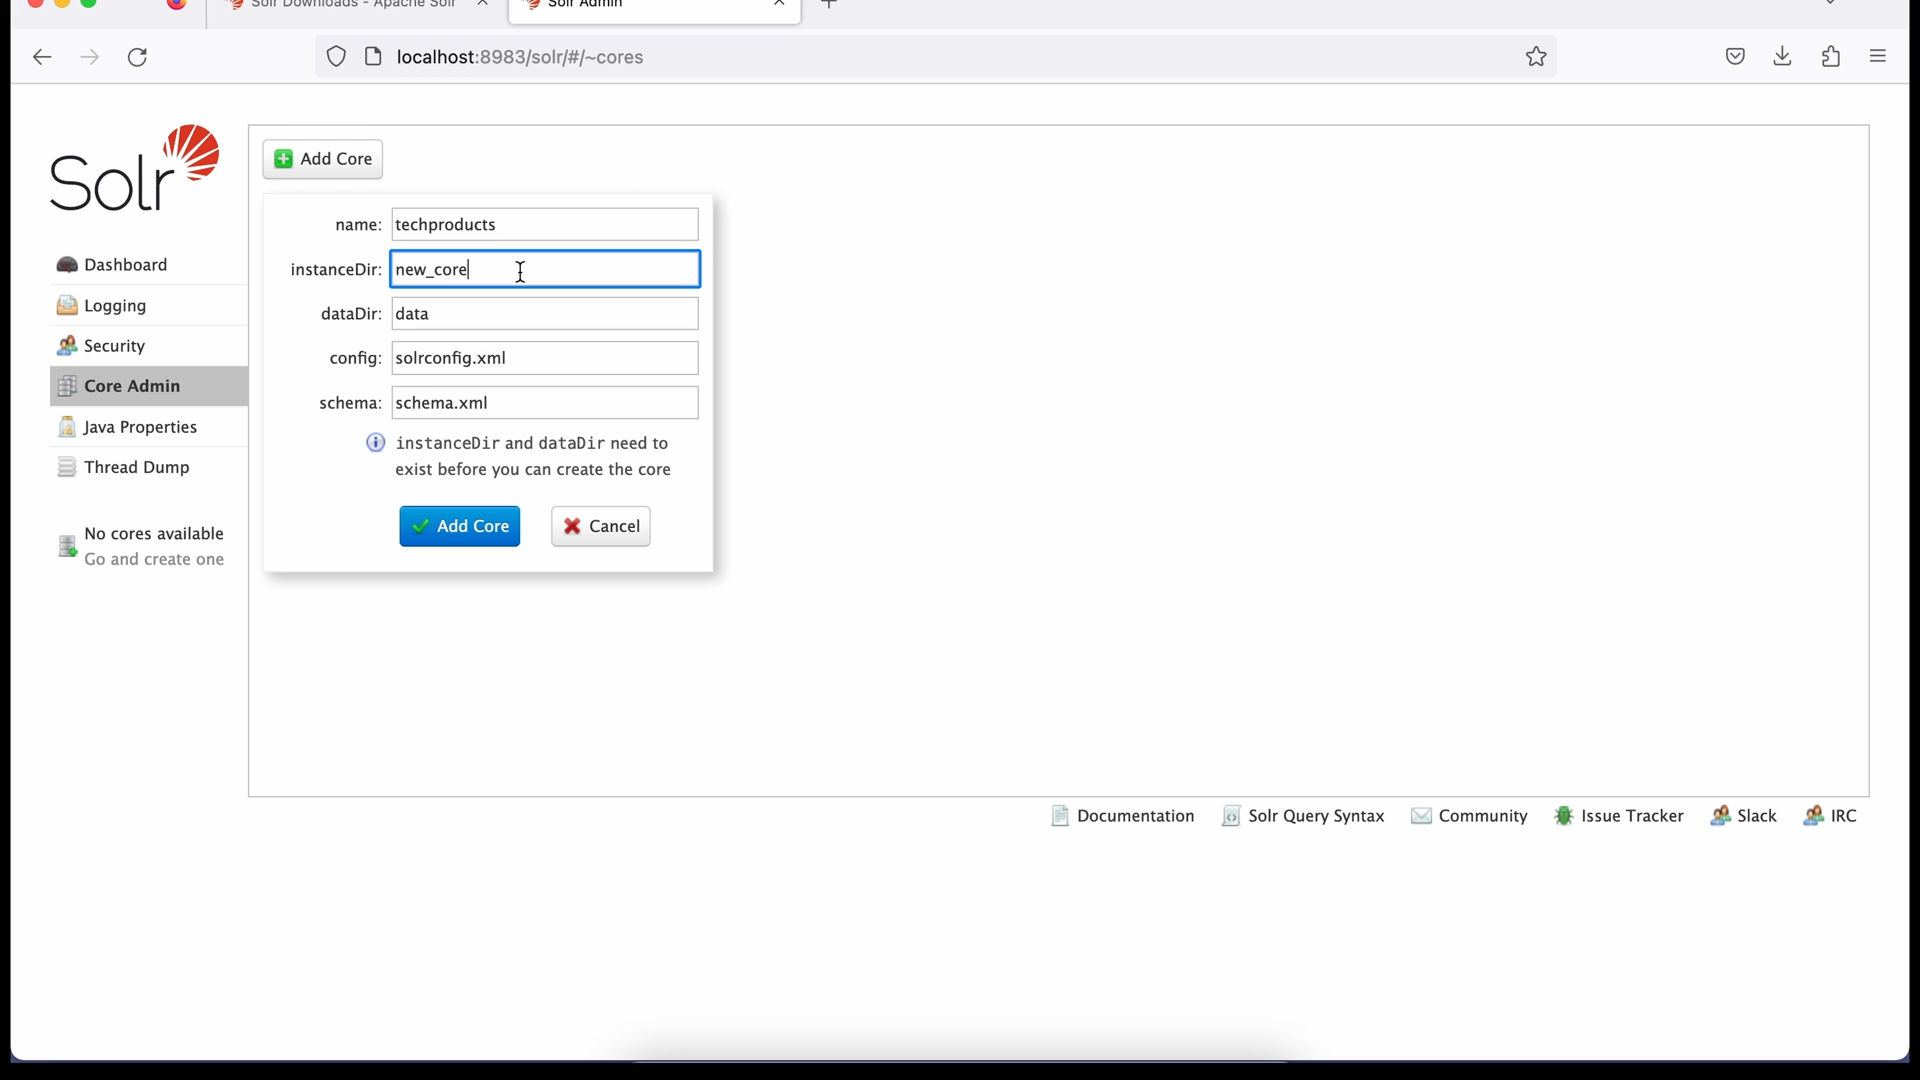 Solr Downloads - Apache Solr
Solr Admin
localhost:8983/solr/#/~cores
Solr
Add Core
name: techproducts
instanceDir: new_core
dataDir: data
config: solrconfig.xml
schema: schema.xml
instanceDir and dataDir need to
exist before you can create the core
Add Core Cancel
Dashboard
Logging
Security
Core Admin
Java Properties
Thread Dump
No cores available
Go and create one
Documentation Solr Query Syntax Community Issue Tracker Slack IRC